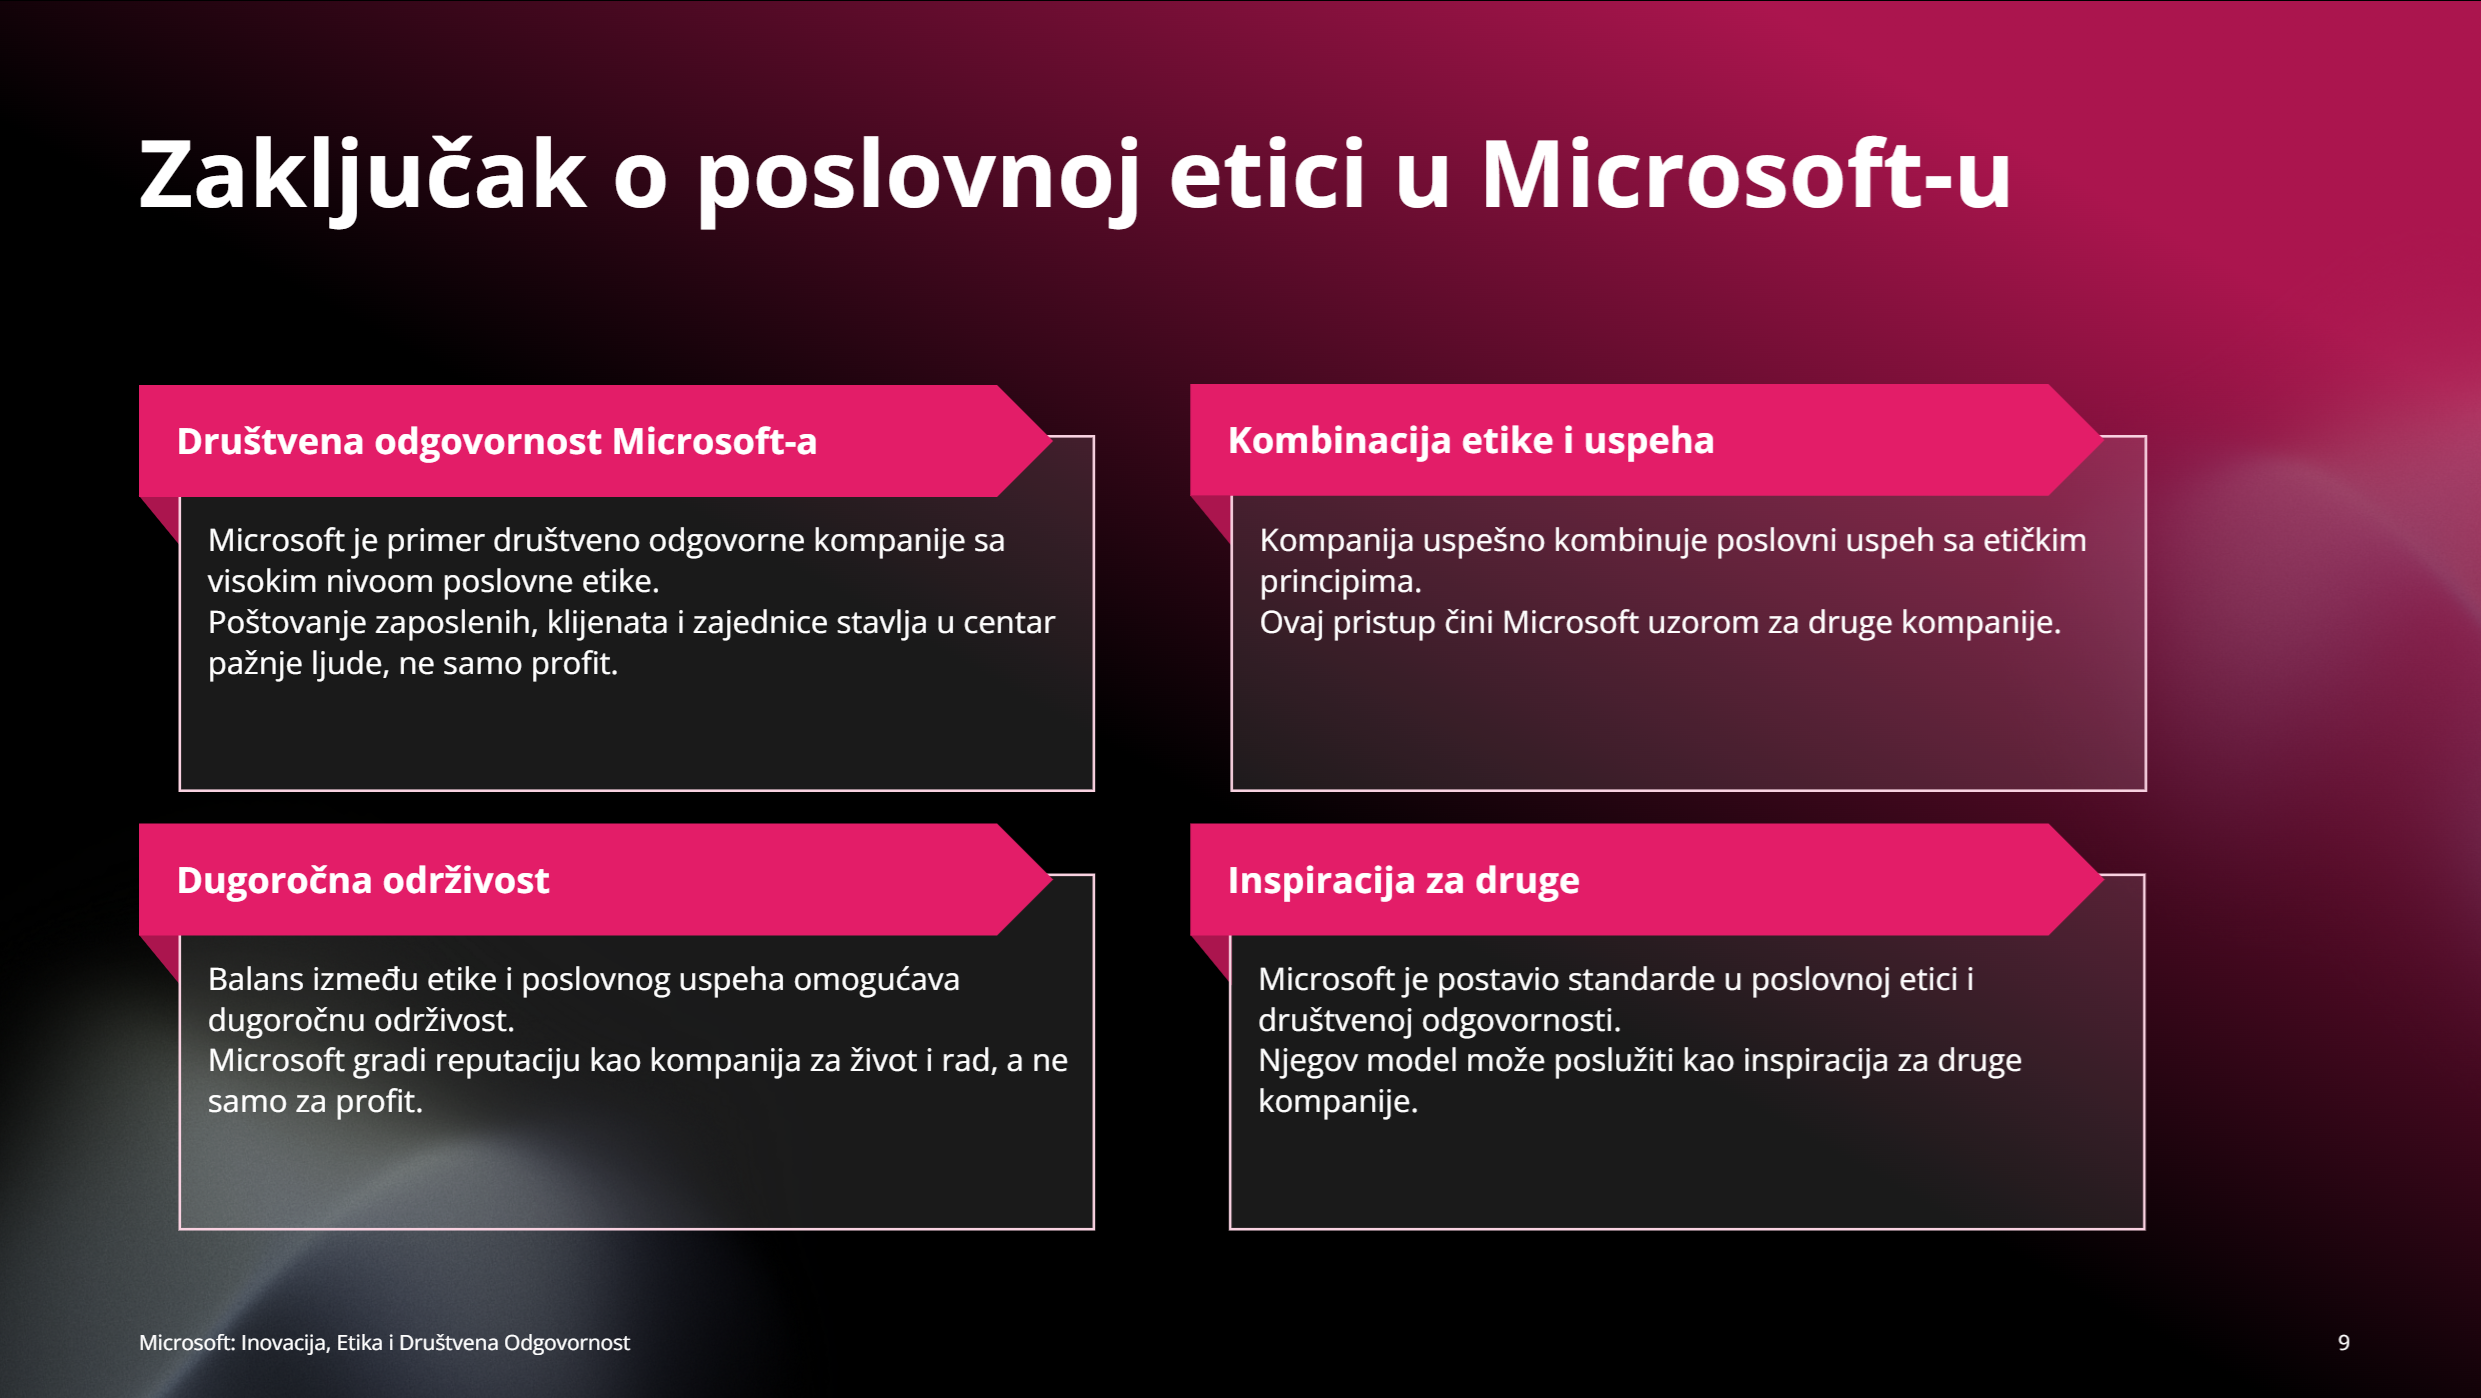 Zaključak o poslovnoj etici u Microsoft-u
Društvena odgovornost Microsoft-a
Microsoft je primer društveno odgovorne kompanije sa
visokim nivoom poslovne etike.
Poštovanje zaposlenih, klijenata i zajednice stavlja u centar
pažnje ljude, ne samo profit.
Kombinacija etike i uspeha
Kompanija uspešno kombinuje poslovni uspeh sa etičkim
principima.
Ovaj pristup čini Microsoft uzorom za druge kompanije.
Dugoročna održivost
Balans između etike i poslovnog uspeha omogućava
dugoročnu održivost.
Microsoft gradi reputaciju kao kompanija za život i rad, a ne
samo za profit.
Inspiracija za druge
Microsoft je postavio standarde u poslovnoj etici i
društvenoj odgovornosti.
Njegov model može poslužiti kao inspiracija za druge
kompanije.
Microsoft: Inovacija, Etika i Društvena Odgovornost
9